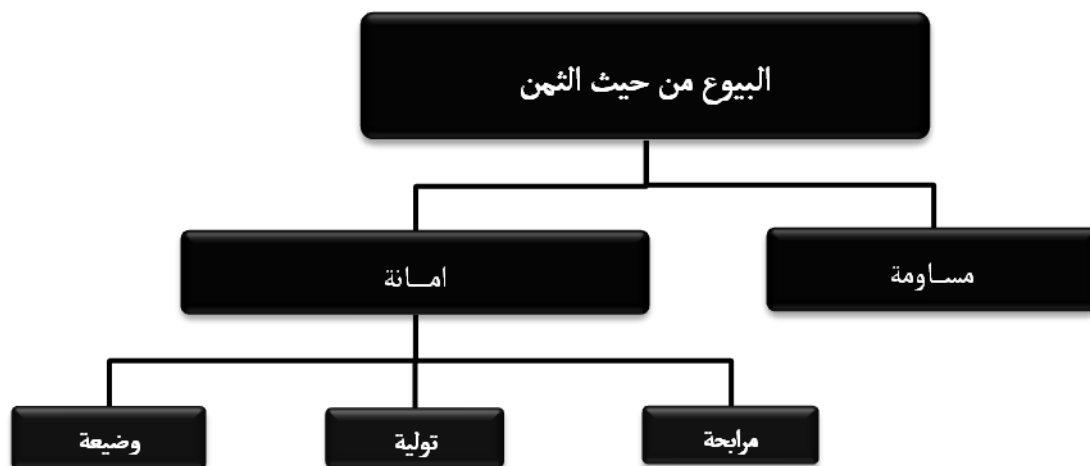 البيوع من حيث الثمن
مســاومة
امــانة
مرابحة
تولية
وضيعة